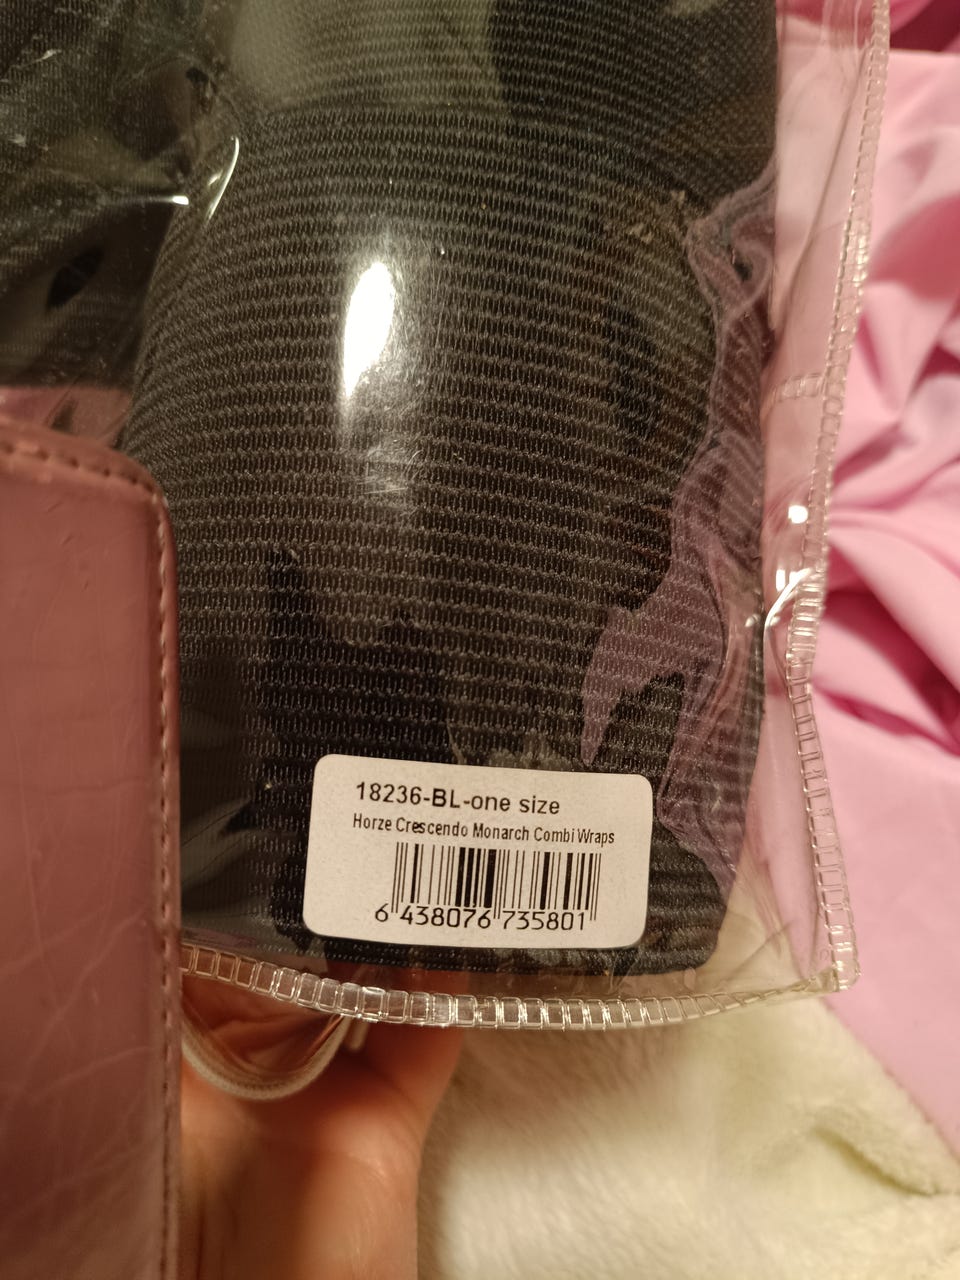 18236-BL-one size
Horze Crescendo Monarch Combi Wraps
6 438076 735801